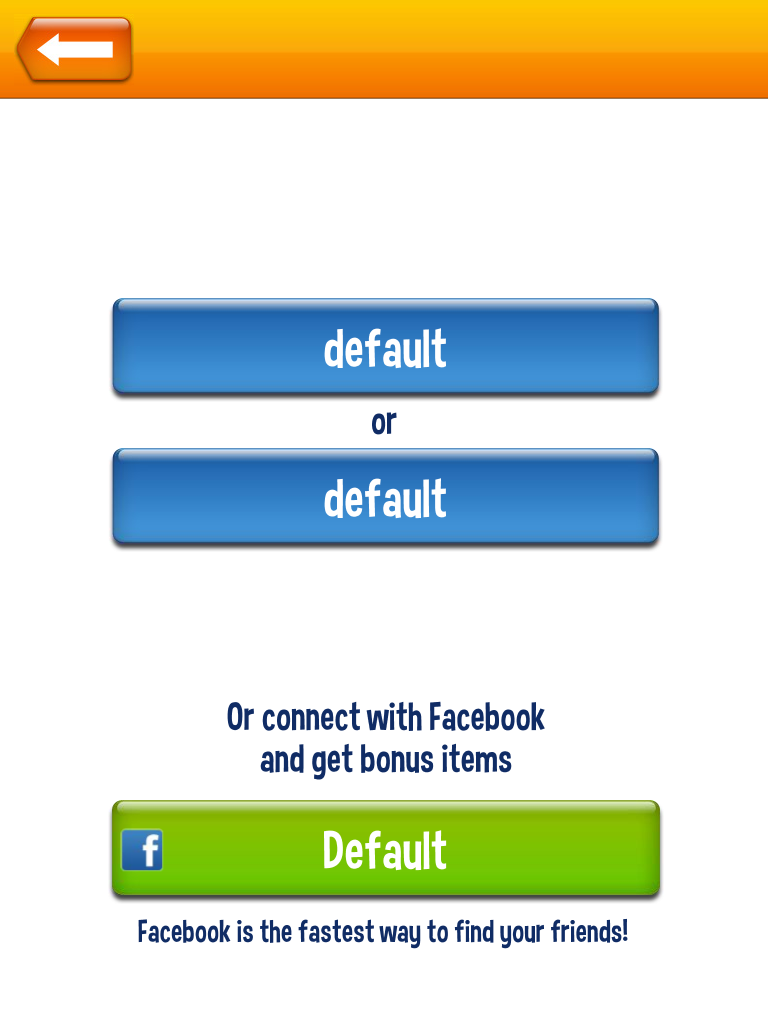 default
or
default
Or connect with Facebook
and get bonus items
f
Default
Facebook is the fastest way to find your friends!